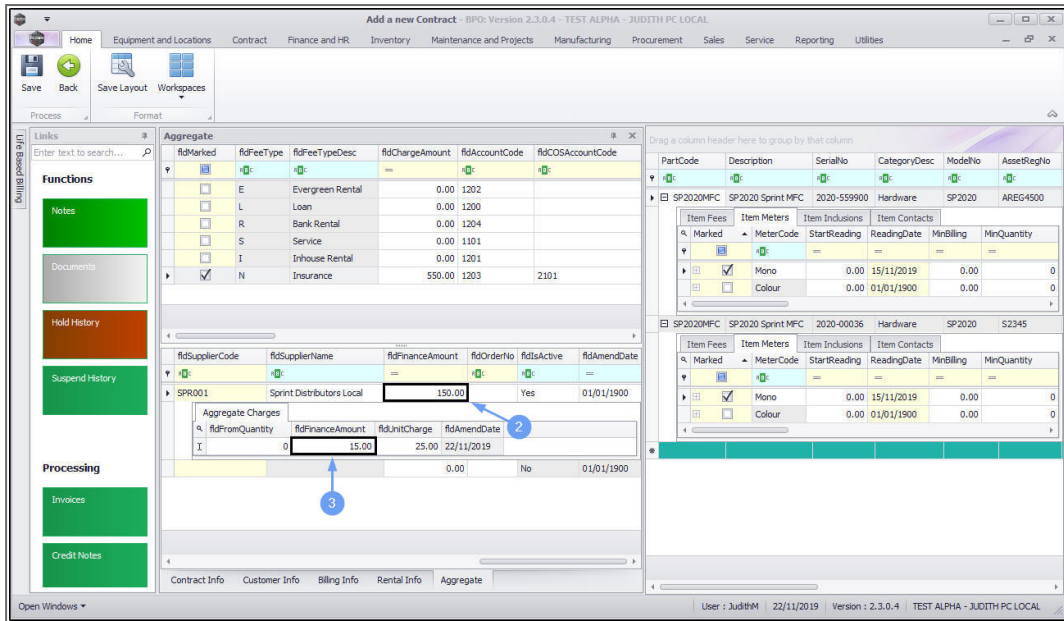 Add a new Contract - BPO: Version 2.3.0.4 - TEST ALPHA - JUDITH PC LOCAL
Home Equipment and Locations Contract Finance and HR Inventory Maintenance and Projects Manufacturing Procurement Sales Service Reporting Utilities
Save Back Save Layout Workspaces
Process Format
Life Based Billing
Links
Enter text to search...
Functions
Notes
Documents
Hold History
Suspend History
Processing
Invoices
Credit Notes
Aggregate
fldMarked fldFeeType fldFeeTypeDesc fldChargeAmount fldAccountCode fldCOSAccountCode
E Evergreen Rental 0.00 1202
L Loan 0.00 1200
R Bank Rental 0.00 1204
S Service 0.00 1101
I Inhouse Rental 0.00 1201
N Insurance 550.00 1203 2101
fldSupplierCode fldSupplierName fldFinanceAmount fldOrderNo fldIsActive fldAmendDate
SPR001 Sprint Distributors Local 150.00 Yes 01/01/1900
Aggregate Charges
fldFromQuantity fldFinanceAmount fldUnitCharge fldAmendDate
0 15.00 25.00 22/11/2019
0.00 No 01/01/1900
2
3
Contract Info Customer Info Billing Info Rental Info Aggregate
Drag a column header here to group by that column
PartCode Description SerialNo CategoryDesc ModelNo AssetRegNo
SP2020MFC SP2020 Sprint MFC 2020-559900 Hardware SP2020 AREG4500
Item Fees Item Meters Item Inclusions Item Contacts
Marked MeterCode StartReading ReadingDate MinBilling MinQuantity
Mono 0.00 15/11/2019 0.00 0
Colour 0.00 01/01/1900 0.00 0
SP2020MFC SP2020 Sprint MFC 2020-00036 Hardware SP2020 S2345
Item Fees Item Meters Item Inclusions Item Contacts
Marked MeterCode StartReading ReadingDate MinBilling MinQuantity
Mono 0.00 15/11/2019 0.00 0
Colour 0.00 01/01/1900 0.00 0
Open Windows User : JudithM 22/11/2019 Version : 2.3.0.4 TEST ALPHA - JUDITH PC LOCAL